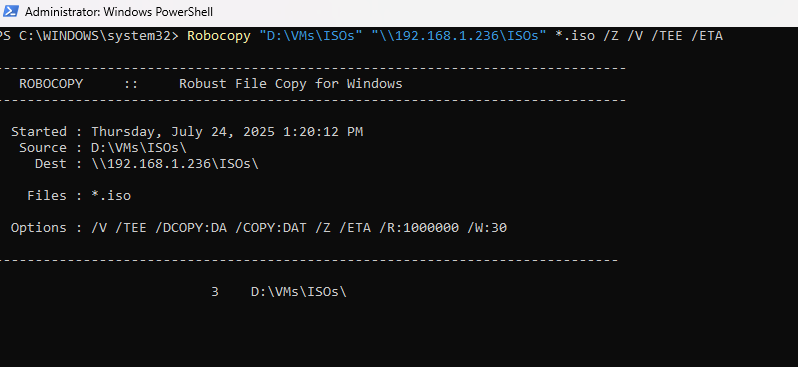 Administrator: Windows PowerShell
PS C:\WINDOWS\system32> Robocopy "D:\VMs\ISOs" "\\192.168.1.236\ISOs" *.iso /Z /V /TEE /ETA
-------------------------------------------------------------------------------
ROBOCOPY :: Robust File Copy for Windows
-------------------------------------------------------------------------------
Started : Thursday, July 24, 2025 1:20:12 PM
Source : D:\VMs\ISOs\
Dest : \\192.168.1.236\ISOs\
Files : *.iso
Options : /V /TEE /DCOPY:DA /COPY:DAT /Z /ETA /R:1000000 /W:30
------------------------------------------------------------------------------
3 D:\VMs\ISOs\